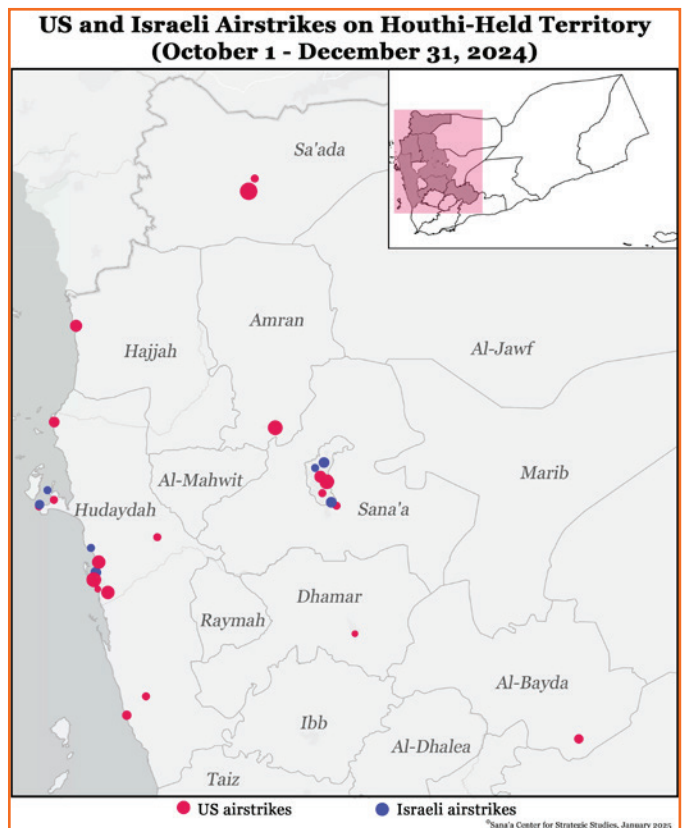 US and Israeli Airstrikes on Houthi-Held Territory
(October 1 - December 31, 2024)
Sa'ada
Amran
Hajjah
Al-Jawf
Al-Mahwit
Marib
Hudaydah
Sana'a
Dhamar
Raymah
Al-Bayda
Ibb
Al-Dhalea
Taiz
US airstrikes
Israeli airstrikes
©Sana'a Center for Strategic Studies, January 2025